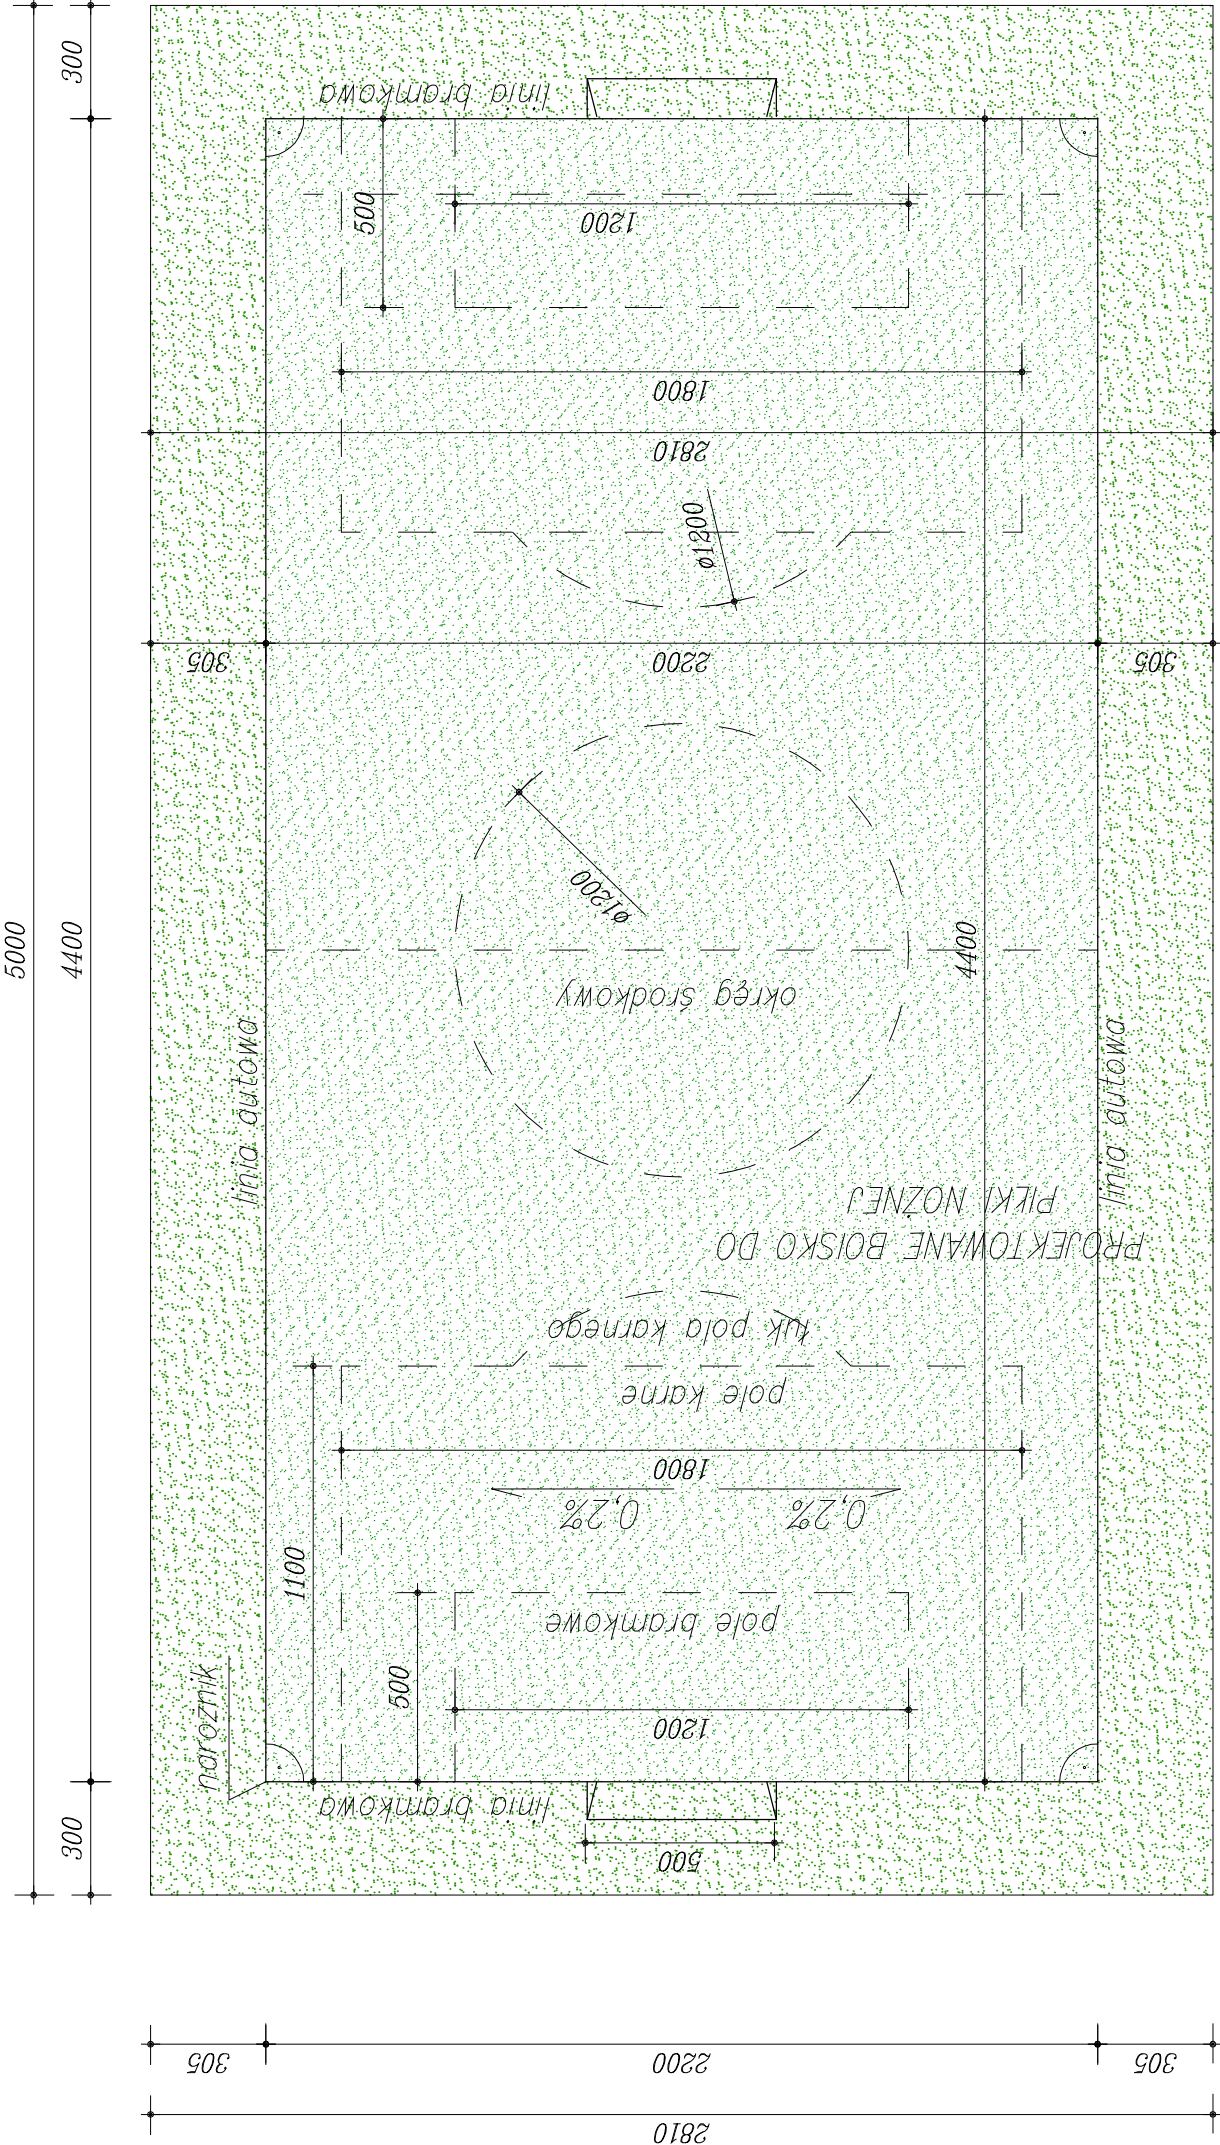 300
linia bramkowa
500
1200
1800
2810
ø1200
305
2200
305
ø1200
5000
4400
4400
okręg środkowy
linia autowa
linia autowa
PROJEKTOWANE BOISKO DO
PIŁKI NOŻNEJ
łuk pola karnego
pole karne
1800
0,2%
0,2%
1100
pole bramkowe
500
narożnik
1200
linia bramkowa
300
500
305
2200
305
2810